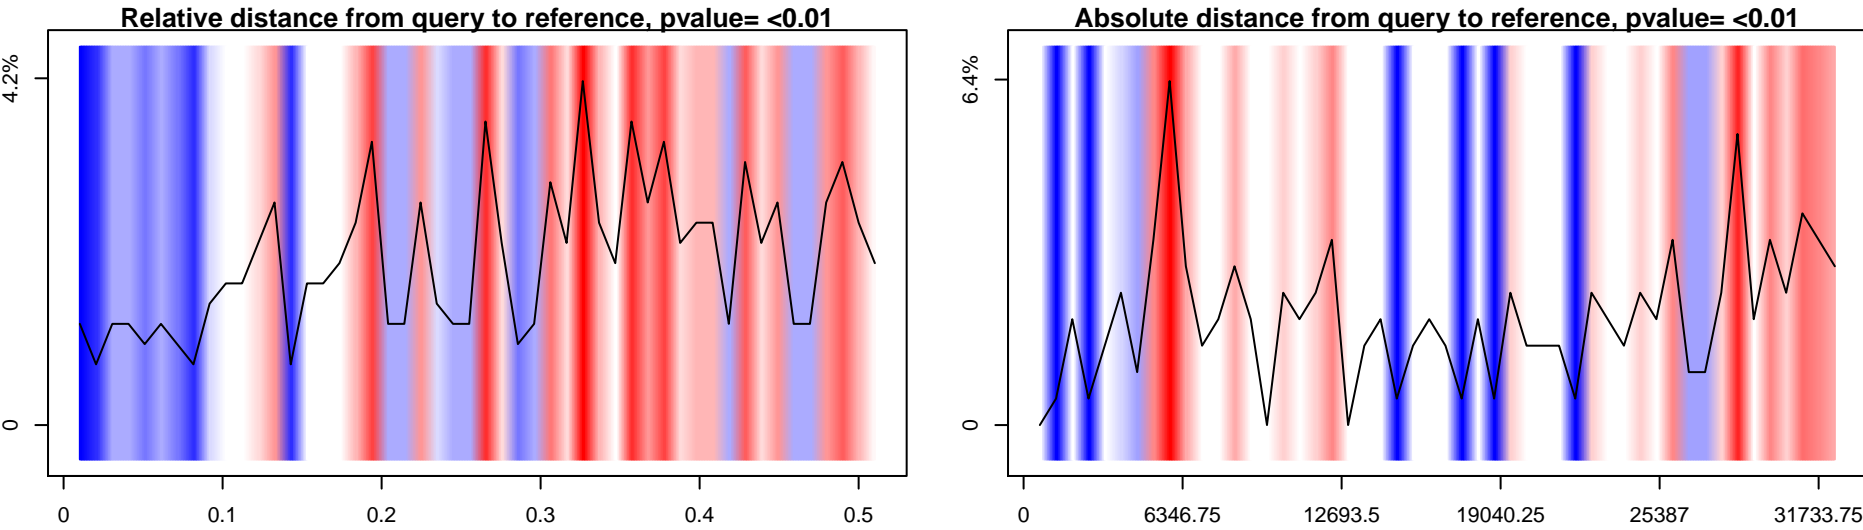 Relative distance from query to reference, pvalue= <0.01
4.2%
0
0 0.1 0.2 0.3 0.4 0.5
Absolute distance from query to reference, pvalue= <0.01
6.4%
0
0 6346.75 12693.5 19040.25 25387 31733.75